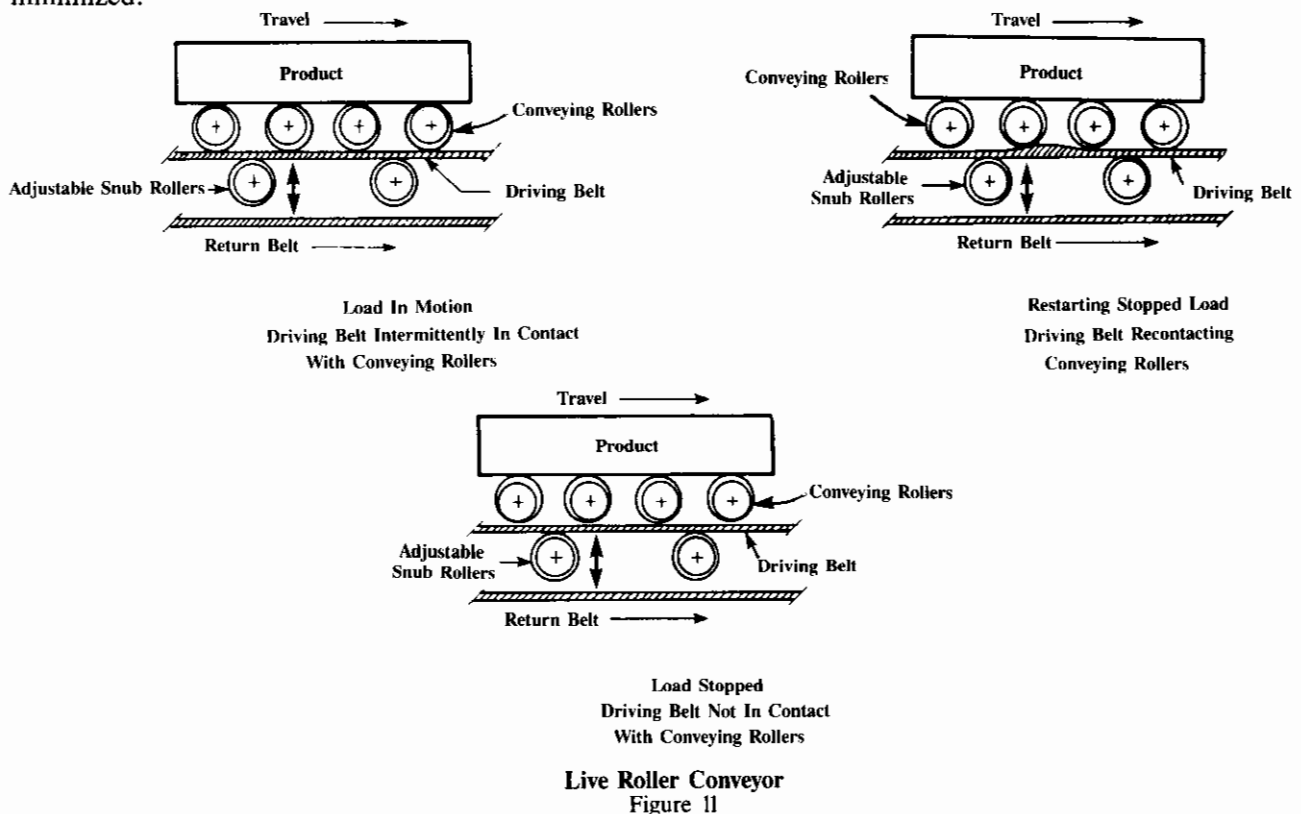 minimized.
Travel
Product
Conveying Rollers
Adjustable Snub Rollers
Driving Belt
Return Belt
Load In Motion
Driving Belt Intermittently In Contact
With Conveying Rollers
Travel
Conveying Rollers
Product
Adjustable
Snub Rollers
Driving Belt
Return Belt
Restarting Stopped Load
Driving Belt Recontacting
Conveying Rollers
Travel
Product
Conveying Rollers
Adjustable
Snub Rollers
Driving Belt
Return Belt
Load Stopped
Driving Belt Not In Contact
With Conveying Rollers
Live Roller Conveyor
Figure 11